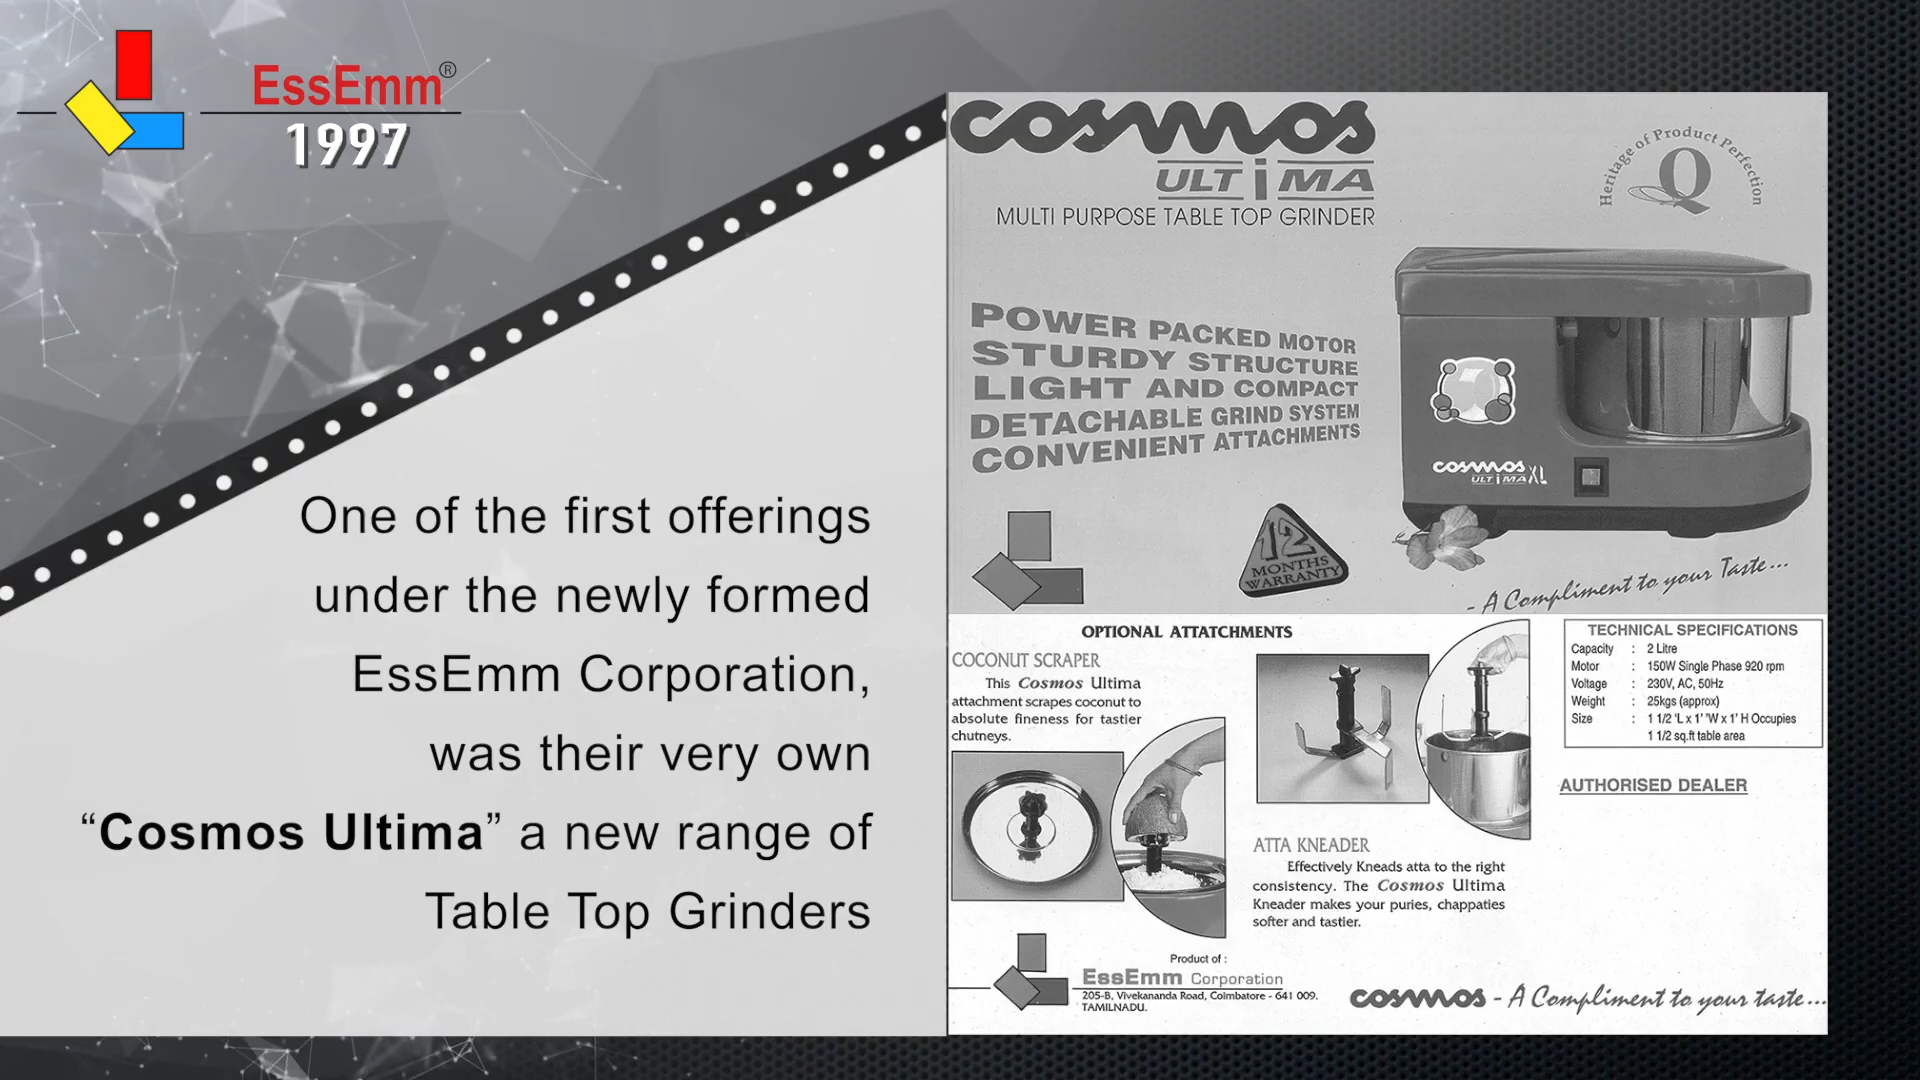 EssEmm®
1997
One of the first offerings
under the newly formed
EssEmm Corporation,
was their very own
“Cosmos Ultima” a new range of
Table Top Grinders
cosmos
ULTiMA
MULTI PURPOSE TABLE TOP GRINDER
Heritage of Product Perfection
Q
POWER PACKED MOTOR
STURDY STRUCTURE
LIGHT AND COMPACT
DETACHABLE GRIND SYSTEM
CONVENIENT ATTACHMENTS
cosmos
ULTiMA XL
12
MONTHS
WARRANTY
- A Compliment to your Taste...
OPTIONAL ATTATCHMENTS
COCONUT SCRAPER
This Cosmos Ultima
attachment scrapes coconut to
absolute fineness for tastier
chutneys.
ATTA KNEADER
Effectively Kneads atta to the right
consistency. The Cosmos Ultima
Kneader makes your puries, chappaties
softer and tastier.
TECHNICAL SPECIFICATIONS
Capacity : 2 Litre
Motor : 150W Single Phase 920 rpm
Voltage : 230V, AC, 50Hz
Weight : 25kgs (approx)
Size : 1 1/2 'L x 1' 'W x 1' H Occupies
1 1/2 sq.ft table area
AUTHORISED DEALER
Product of :
EssEmm Corporation
205-B, Vivekananda Road, Coimbatore - 641 009.
TAMILNADU.
cosmos - A Compliment to your taste...